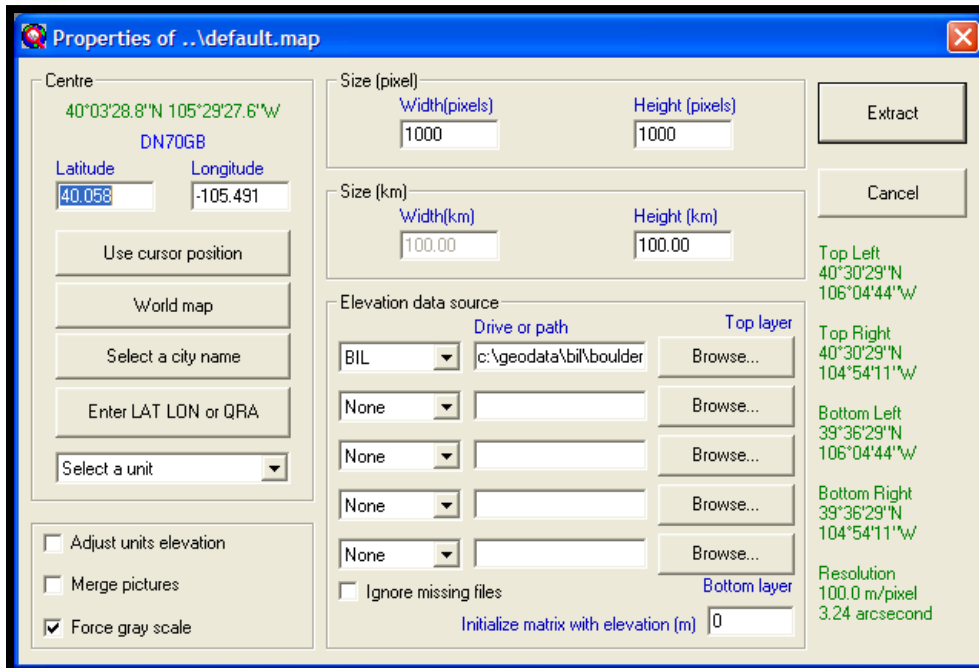 Properties of ..\default.map
Centre
40°03'28.8''N 105°29'27.6''W
DN70GB
Latitude
Longitude
40.058
-105.491
Use cursor position
World map
Select a city name
Enter LAT LON or QRA
Select a unit
Adjust units elevation
Merge pictures
Force gray scale
Size (pixel)
Width(pixels)
Height (pixels)
1000
1000
Size (km)
Width(km)
Height (km)
100.00
100.00
Elevation data source
Drive or path
Top layer
BIL
c:\geodata\bil\boulder
Browse...
None
Browse...
None
Browse...
None
Browse...
None
Browse...
Ignore missing files
Bottom layer
Initialize matrix with elevation (m)
0
Extract
Cancel
Top Left
40°30'29''N
106°04'44''W
Top Right
40°30'29''N
104°54'11''W
Bottom Left
39°36'29''N
106°04'44''W
Bottom Right
39°36'29''N
104°54'11''W
Resolution
100.0 m/pixel
3.24 arcsecond